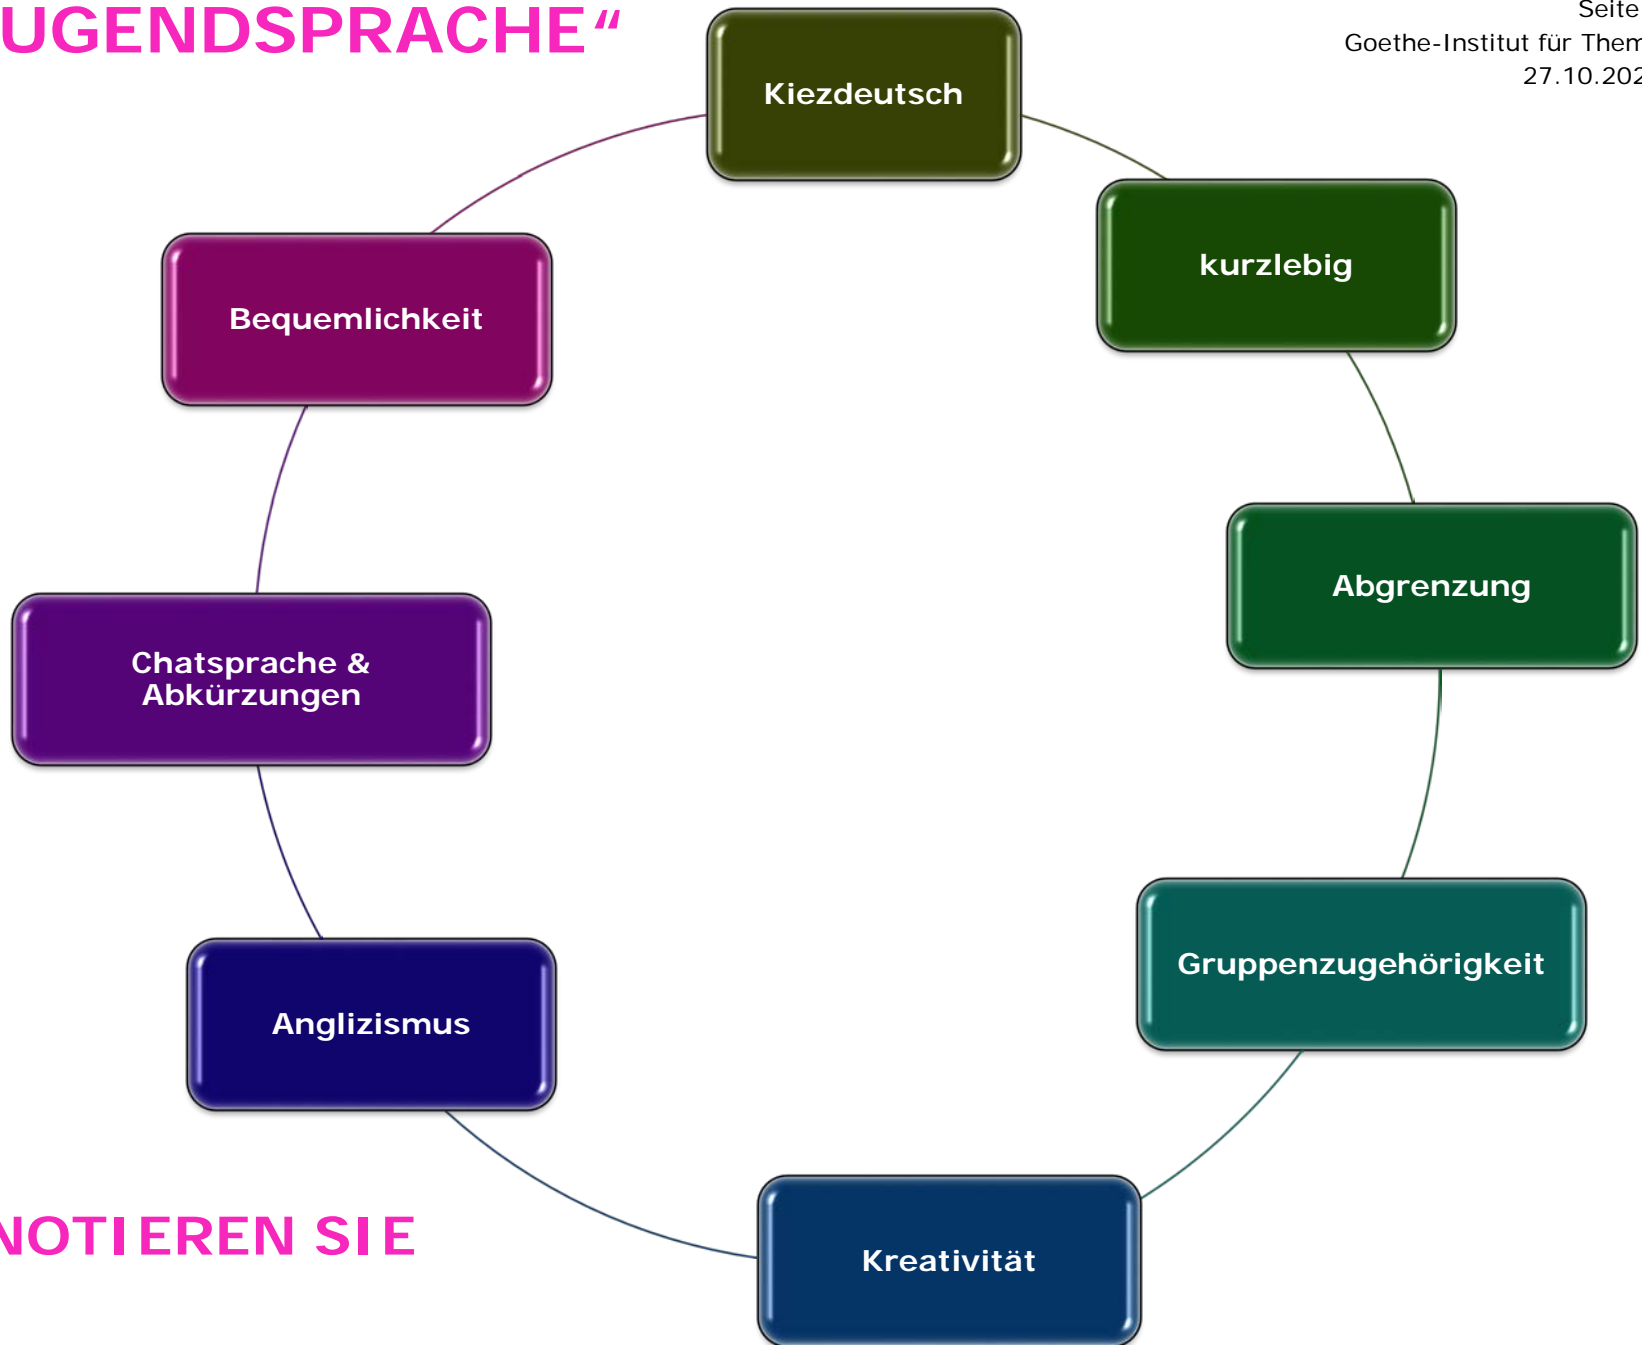 UGENDSPRACHE“
Seite
Goethe-Institut für Them
27.10.202
Kiezdeutsch
kurzlebig
Bequemlichkeit
Abgrenzung
Chatsprache &
Abkürzungen
Gruppenzugehörigkeit
Anglizismus
Kreativität
NOTIEREN SIE